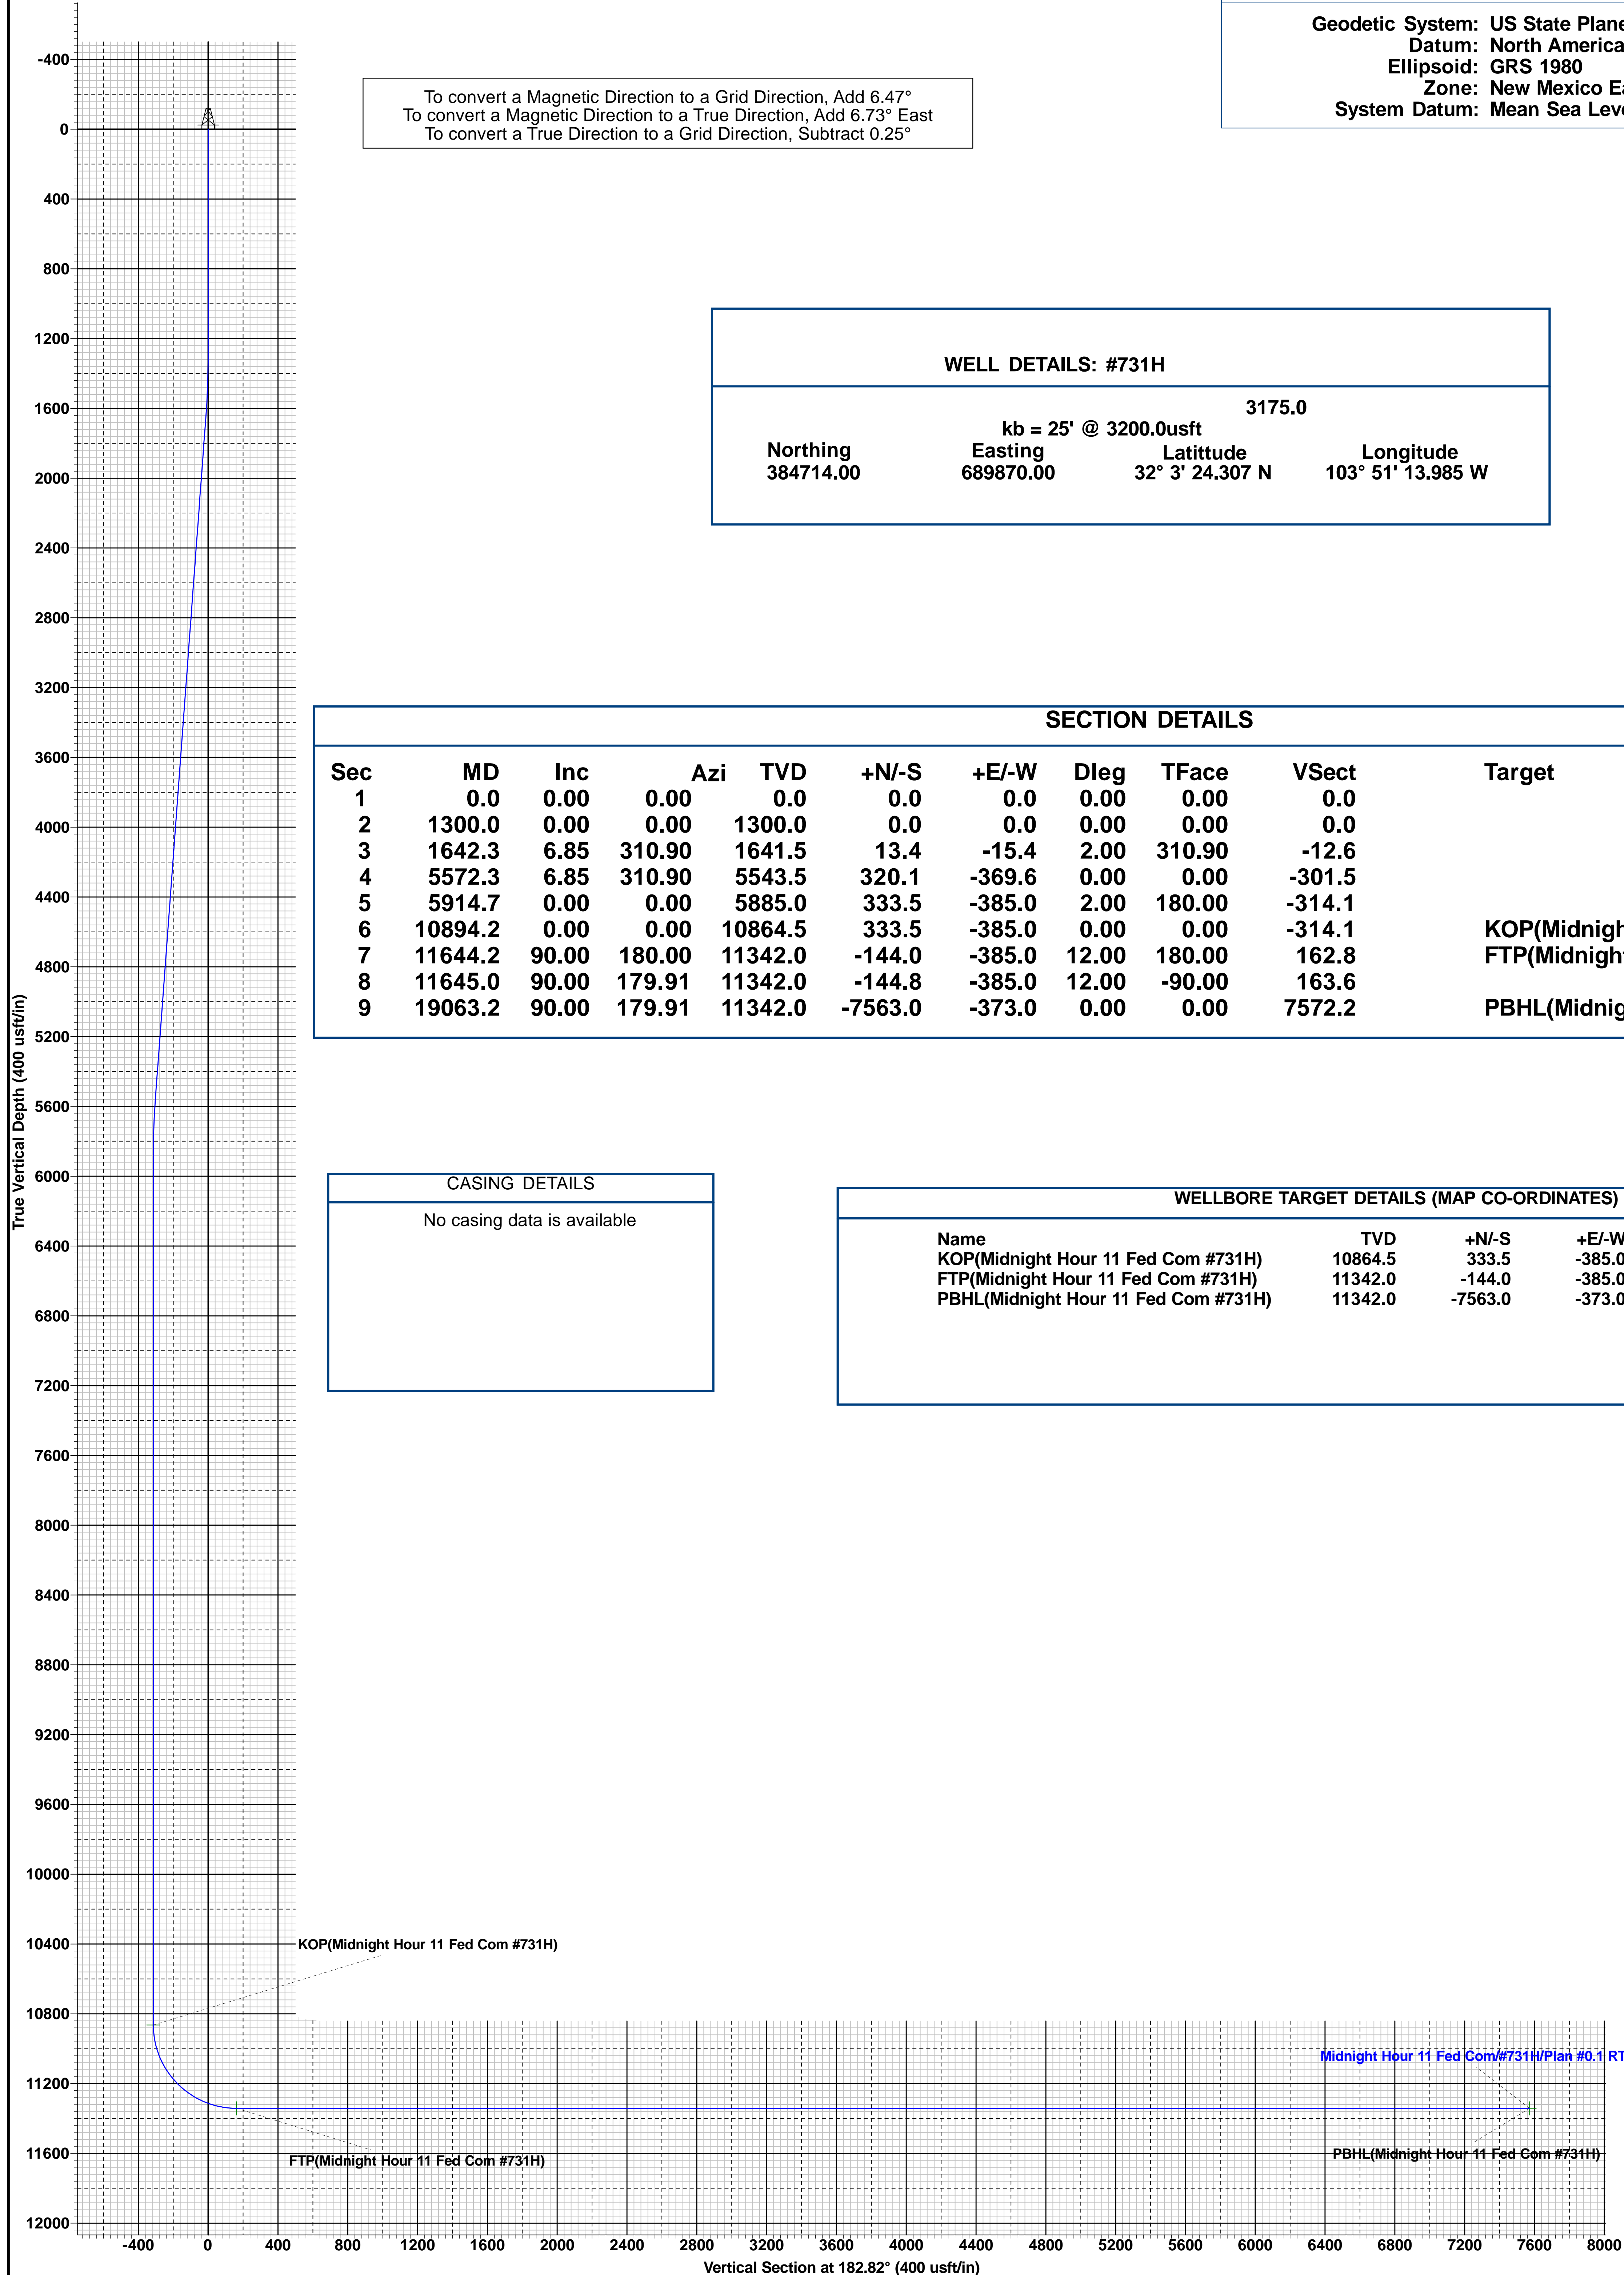 Geodetic System: US State Plane
Datum: North America
Ellipsoid: GRS 1980
Zone: New Mexico Ea
System Datum: Mean Sea Leve
To convert a Magnetic Direction to a Grid Direction, Add 6.47°
To convert a Magnetic Direction to a True Direction, Add 6.73° East
To convert a True Direction to a Grid Direction, Subtract 0.25°
WELL DETAILS: #731H
3175.0
kb = 25' @ 3200.0usft
Northing Easting Latittude Longitude
384714.00 689870.00 32° 3' 24.307 N 103° 51' 13.985 W
SECTION DETAILS
Sec MD Inc Azi TVD +N/-S +E/-W Dleg TFace VSect Target
1 0.0 0.00 0.00 0.0 0.0 0.0 0.00 0.00 0.0
2 1300.0 0.00 0.00 1300.0 0.0 0.0 0.00 0.00 0.0
3 1642.3 6.85 310.90 1641.5 13.4 -15.4 2.00 310.90 -12.6
4 5572.3 6.85 310.90 5543.5 320.1 -369.6 0.00 0.00 -301.5
5 5914.7 0.00 0.00 5885.0 333.5 -385.0 2.00 180.00 -314.1
6 10894.2 0.00 0.00 10864.5 333.5 -385.0 0.00 0.00 -314.1 KOP(Midnigh
7 11644.2 90.00 180.00 11342.0 -144.0 -385.0 12.00 180.00 162.8 FTP(Midnight
8 11645.0 90.00 179.91 11342.0 -144.8 -385.0 12.00 -90.00 163.6
9 19063.2 90.00 179.91 11342.0 -7563.0 -373.0 0.00 0.00 7572.2 PBHL(Midnig
CASING DETAILS
No casing data is available
WELLBORE TARGET DETAILS (MAP CO-ORDINATES)
Name TVD +N/-S +E/-W
KOP(Midnight Hour 11 Fed Com #731H) 10864.5 333.5 -385.0
FTP(Midnight Hour 11 Fed Com #731H) 11342.0 -144.0 -385.0
PBHL(Midnight Hour 11 Fed Com #731H) 11342.0 -7563.0 -373.0
True Vertical Depth (400 usft/in)
-400
0
400
800
1200
1600
2000
2400
2800
3200
3600
4000
4400
4800
5200
5600
6000
6400
6800
7200
7600
8000
8400
8800
9200
9600
10000
10400
10800
11200
11600
12000
KOP(Midnight Hour 11 Fed Com #731H)
Midnight Hour 11 Fed Com/#731H/Plan #0.1 RT
FTP(Midnight Hour 11 Fed Com #731H)
PBHL(Midnight Hour 11 Fed Com #731H)
-400 0 400 800 1200 1600 2000 2400 2800 3200 3600 4000 4400 4800 5200 5600 6000 6400 6800 7200 7600 8000
Vertical Section at 182.82° (400 usft/in)